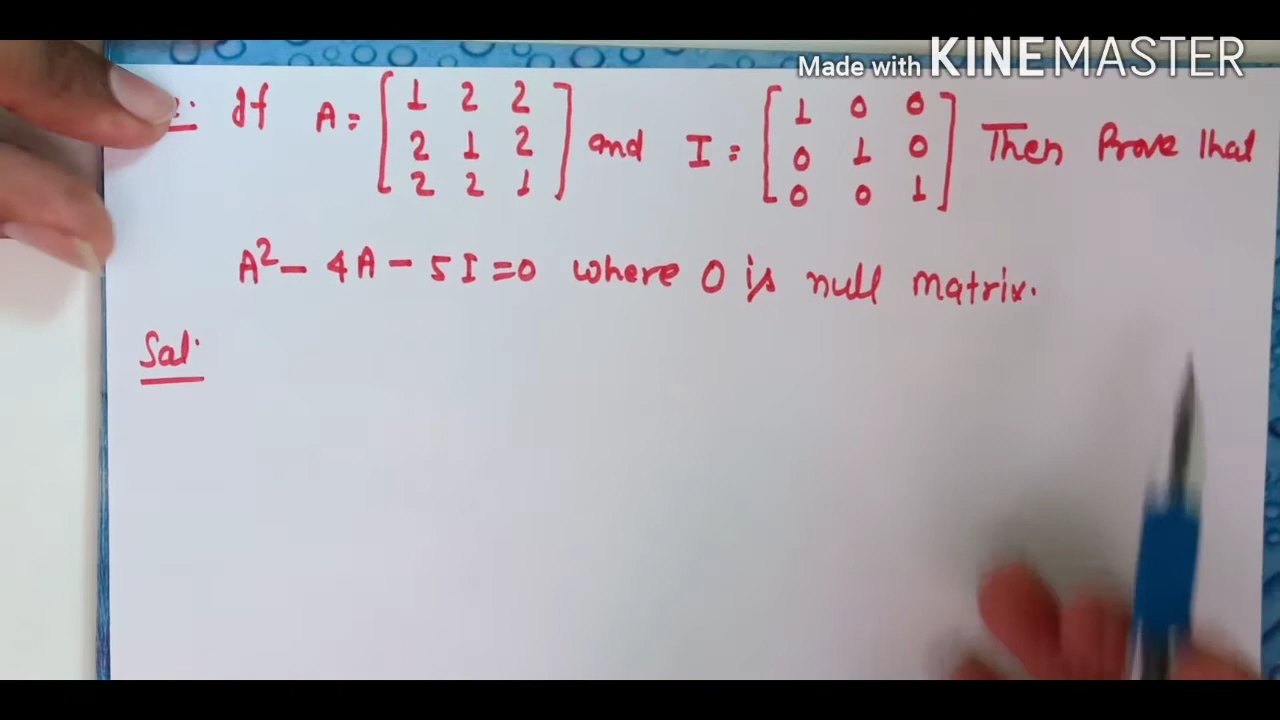 Made with KINEMASTER
If A = [ 1 2 2 ] and I = [ 1 0 0 ] Then Prove that
2 1 2 0 1 0
2 2 1 0 0 1
A² - 4A - 5I = 0 where O is null matrix.
Sol: